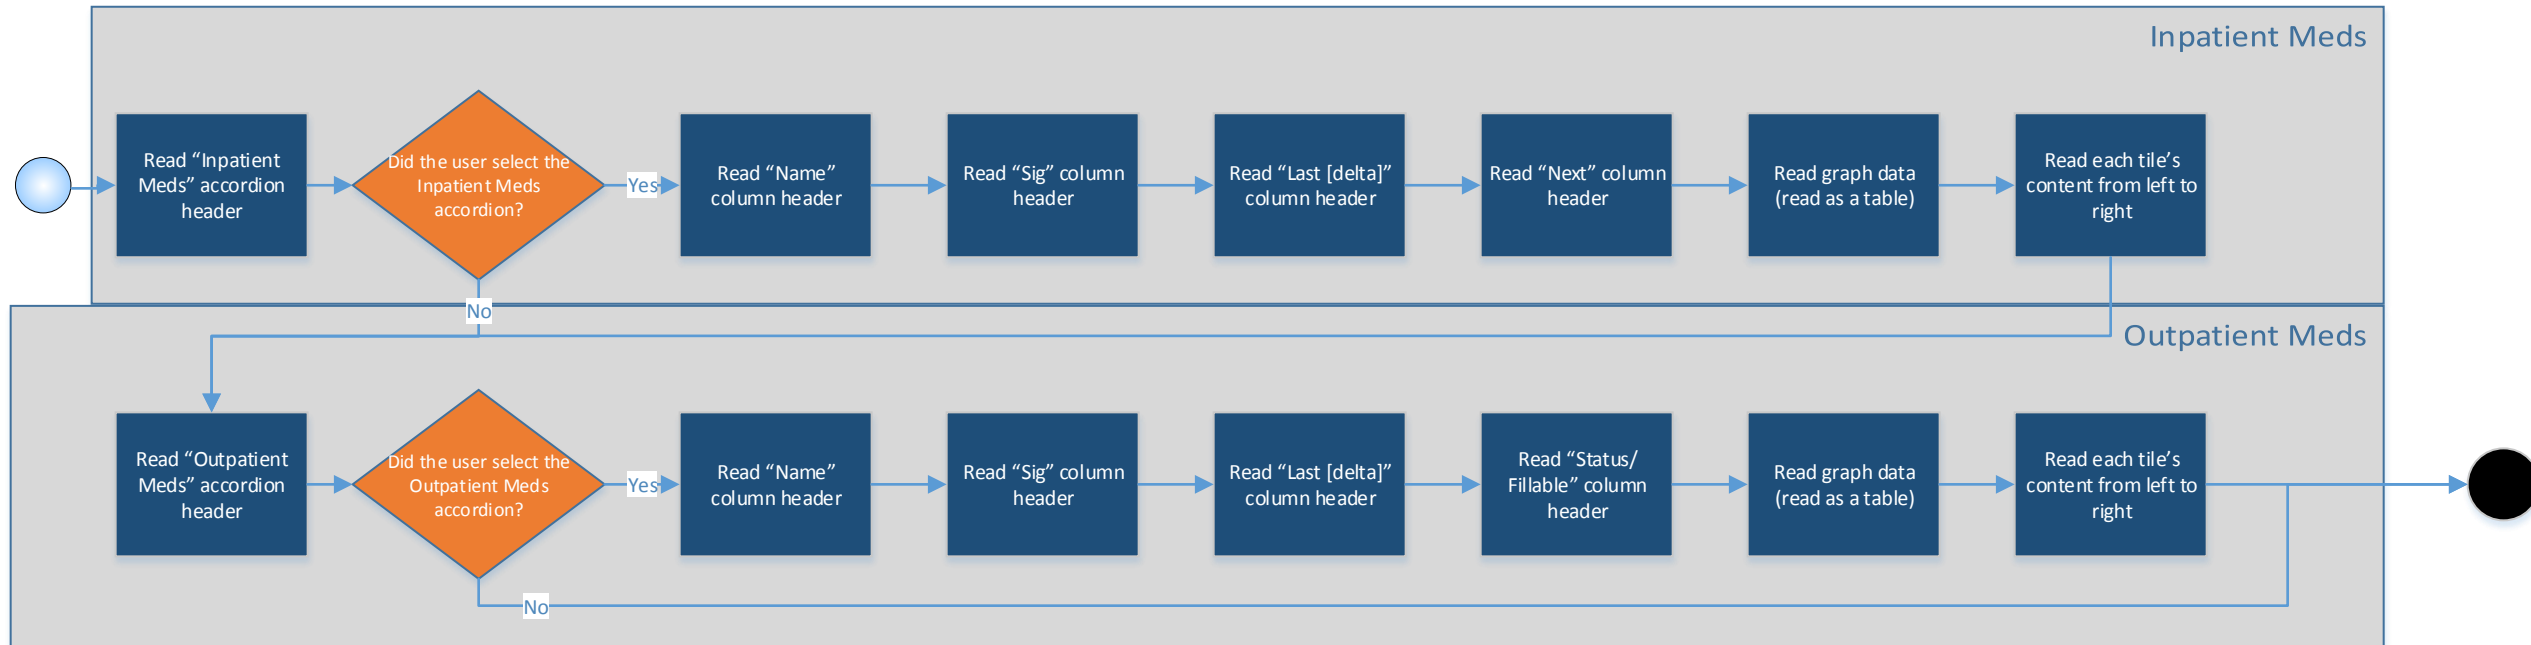 Inpatient Meds
Read “Inpatient
Meds” accordion
header
Did the user select the
Inpatient Meds
accordion?
Yes
Read “Name”
column header
Read “Sig” column
header
Read “Last [delta]”
column header
Read “Next” column
header
Read graph data
(read as a table)
Read each tile’s
content from left to
right
No
Outpatient Meds
Read “Outpatient
Meds” accordion
header
Did the user select the
Outpatient Meds
accordion?
Yes
Read “Name”
column header
Read “Sig” column
header
Read “Last [delta]”
column header
Read “Status/
Fillable” column
header
Read graph data
(read as a table)
Read each tile’s
content from left to
right
No